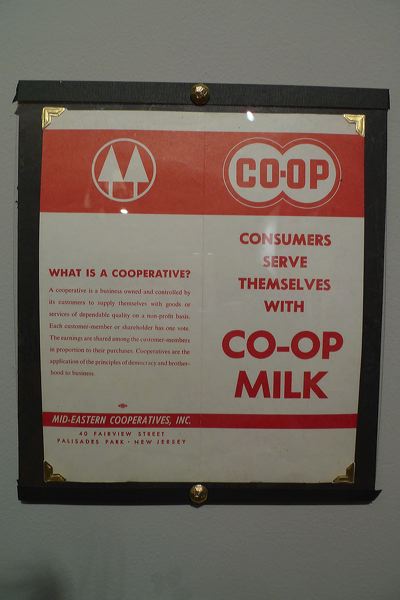 WHAT IS A COOPERATIVE?
A cooperative is a business owned and controlled by
its customers to supply themselves with goods or
services of dependable quality on a non-profit basis.
Each customer-member or shareholder has one vote.
The earnings are shared among the customer-members
in proportion to their purchases. Cooperatives are the
application of the principles of democracy and brother-
hood to business.
MID-EASTERN COOPERATIVES, INC.
40 FAIRVIEW STREET
PALISADES PARK · NEW JERSEY
CO-OP
CONSUMERS
SERVE
THEMSELVES
WITH
CO-OP
MILK